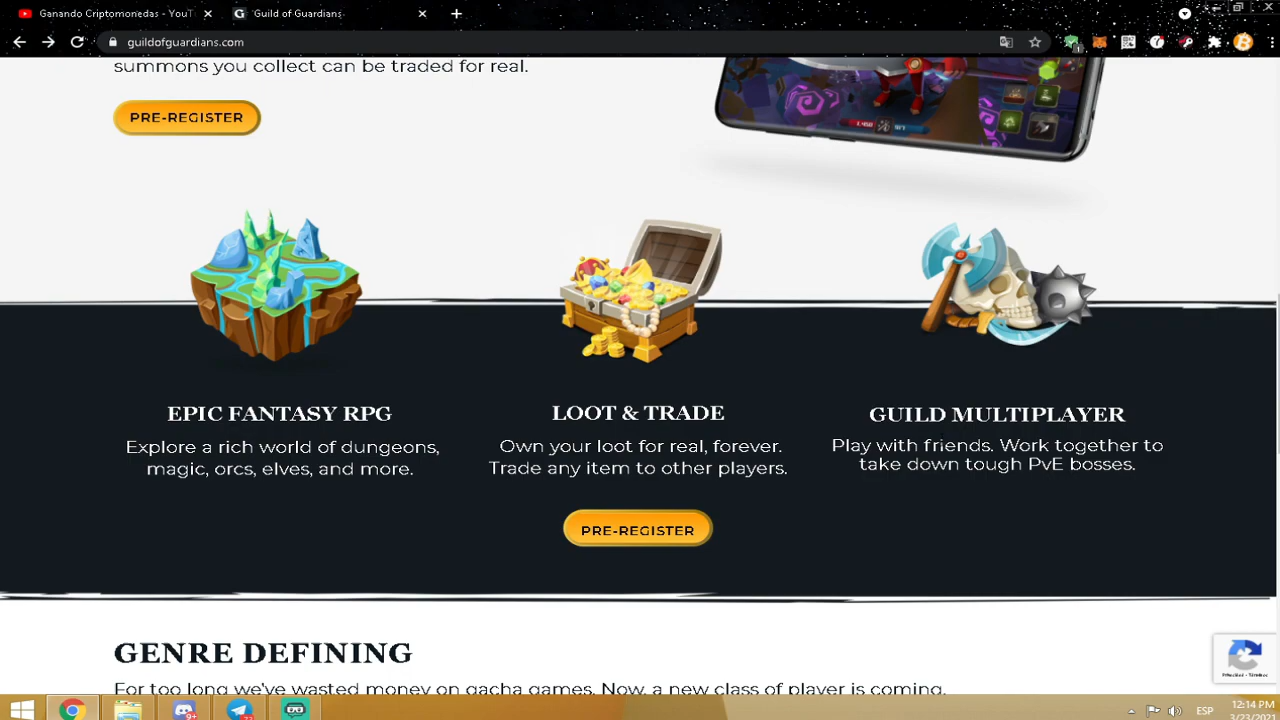 Ganando Criptomonedas - YouT
Guild of Guardians
guildofguardians.com
summons you collect can be traded for real.
PRE-REGISTER
EPIC FANTASY RPG
Explore a rich world of dungeons,
magic, orcs, elves, and more.
LOOT & TRADE
Own your loot for real, forever.
Trade any item to other players.
GUILD MULTIPLAYER
Play with friends. Work together to
take down tough PvE bosses.
PRE-REGISTER
GENRE DEFINING
For too long we've wasted money on gacha games. Now, a new class of player is coming.
ESP
12:14 PM
3/23/2021